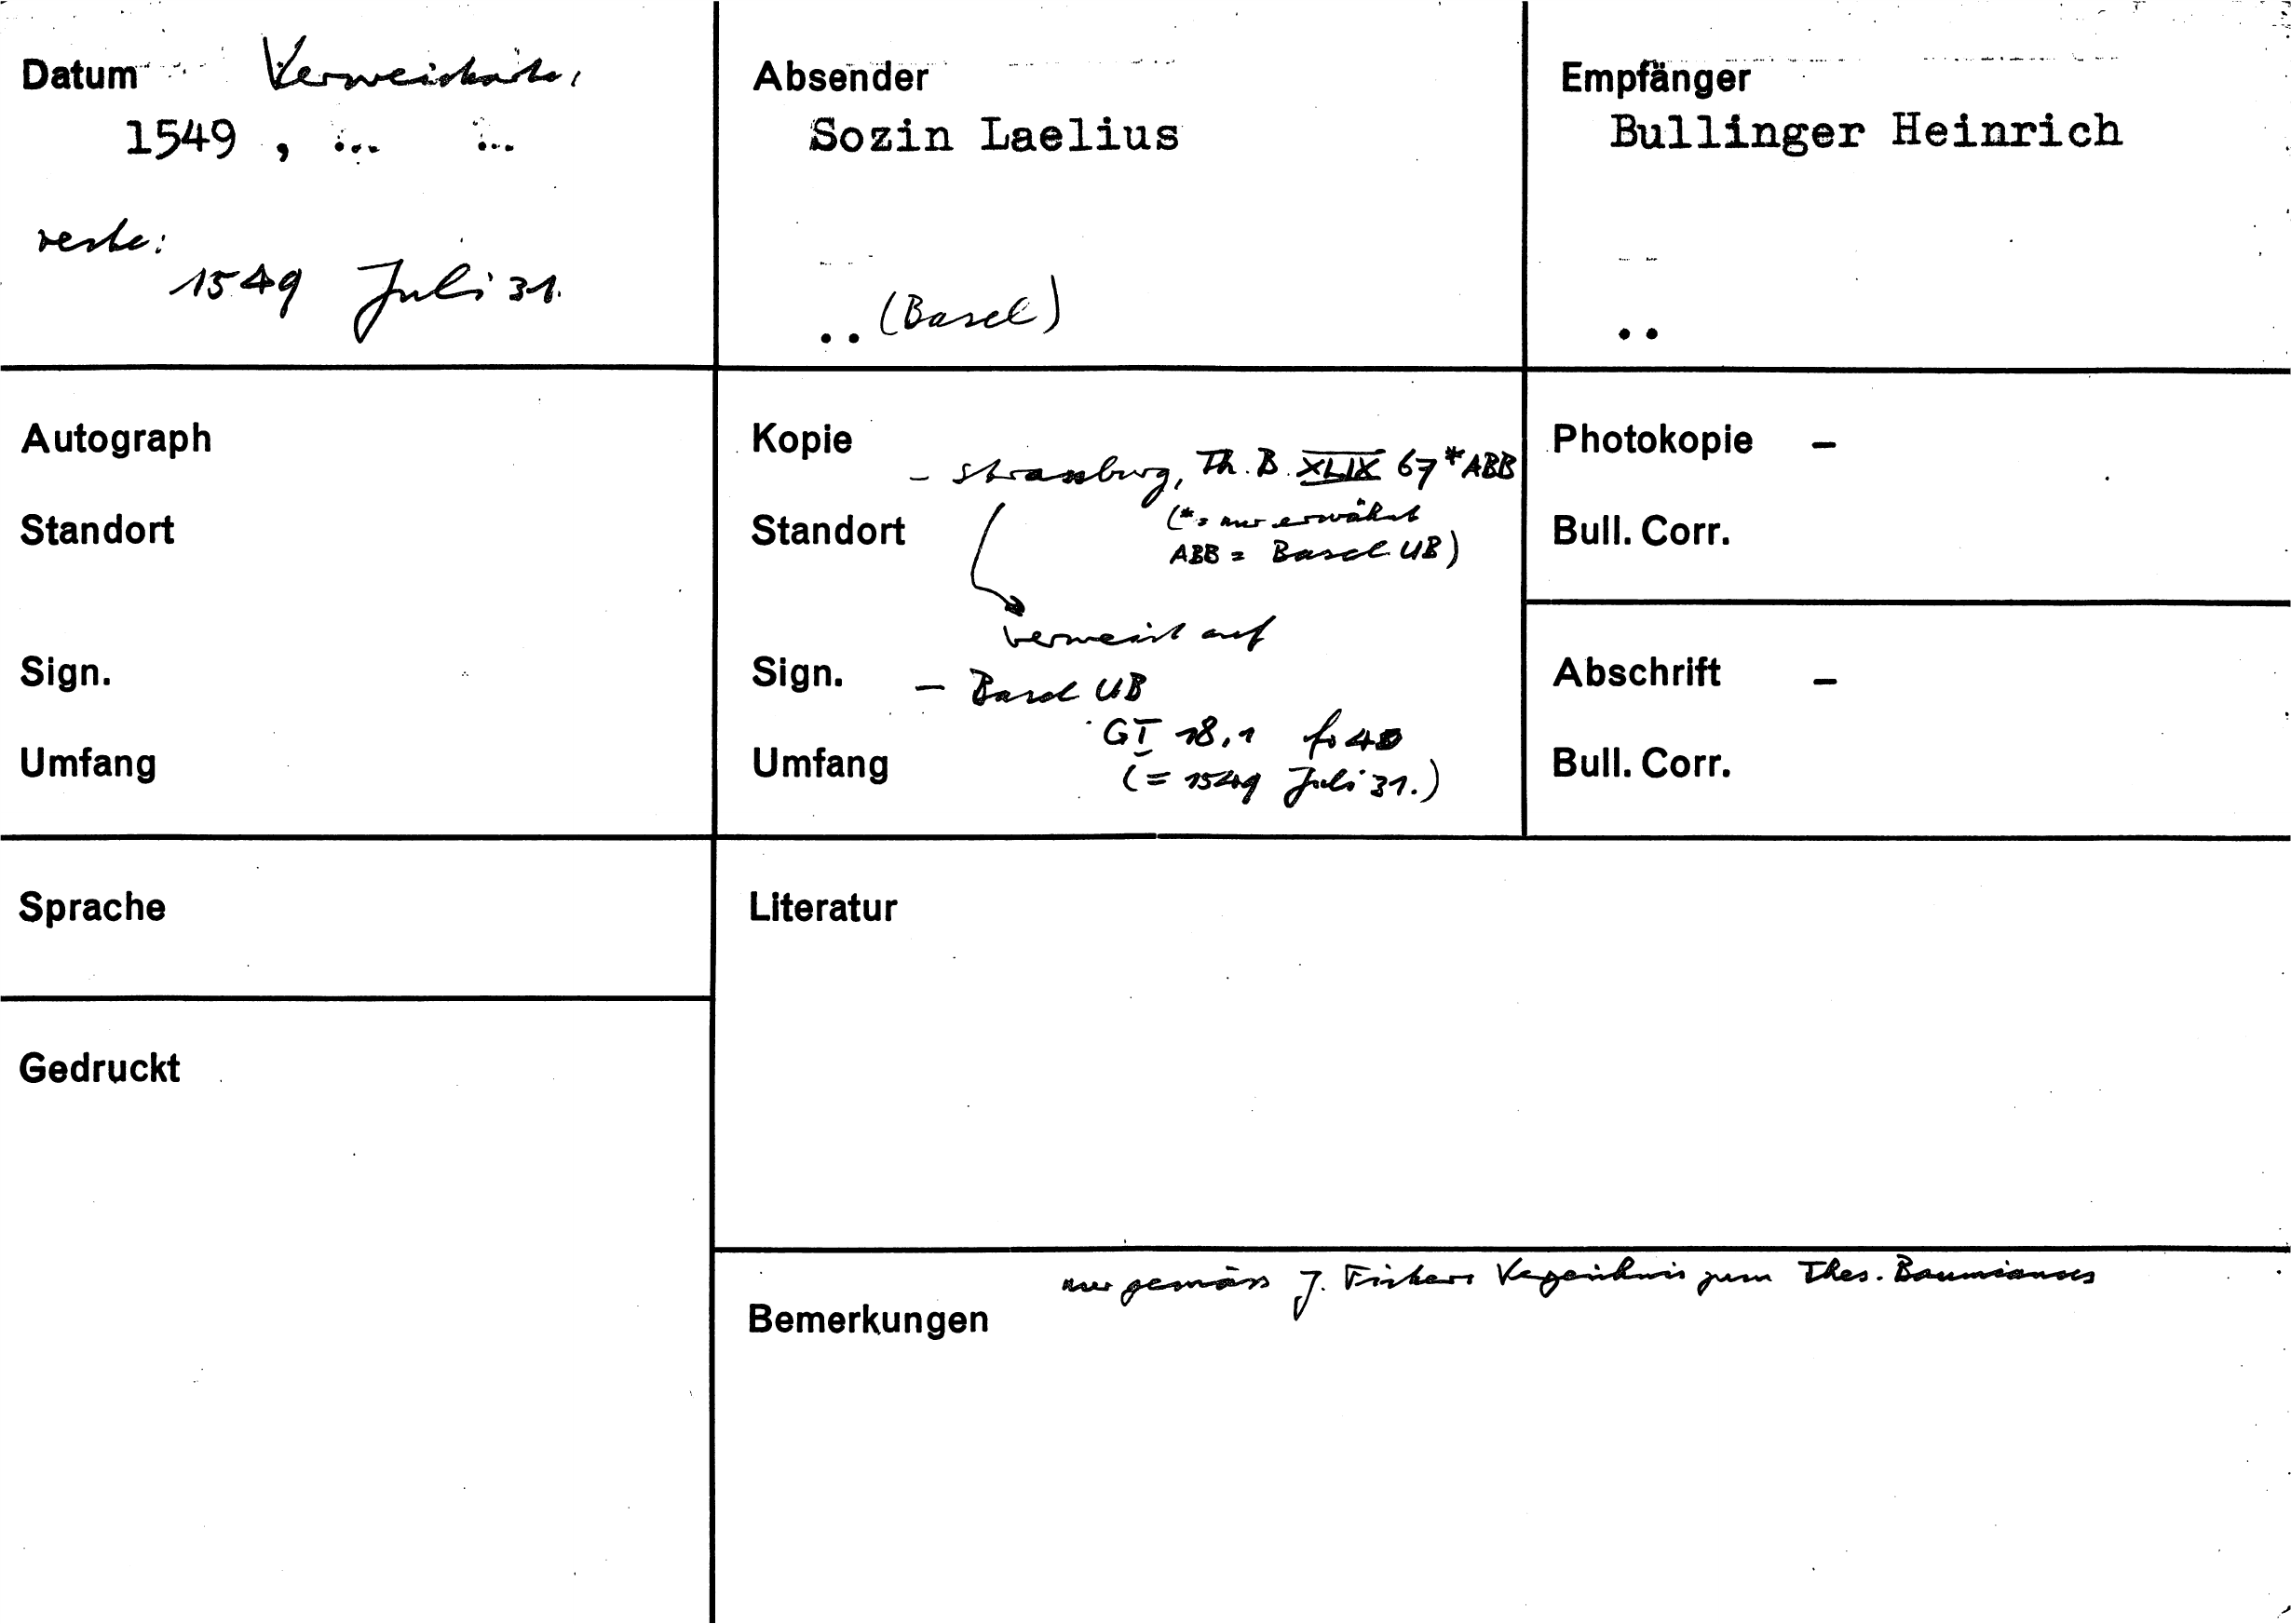 Datum Verweiskarte,
1549 , ... ...
recte:
1549 Juli 31.
Absender
Sozin Laelius
.. (Basel)
Empfänger
Bullinger Heinrich
..
Autograph
Standort
Sign.
Umfang
Kopie
- Strassburg, Th. B. XLIX 67 * ABB
(* = nur erwähnt
Standort
ABB = Basel UB)
verweist auf
Sign. - Basel UB
GI 18,1 fo
Umfang
(= 1549 Juli 31.)
Photokopie -
Bull. Corr.
Abschrift -
Bull. Corr.
Sprache
Literatur
Gedruckt
nur gemäss J. Fickers Verzeichnis zum Thes. Baumianus
Bemerkungen